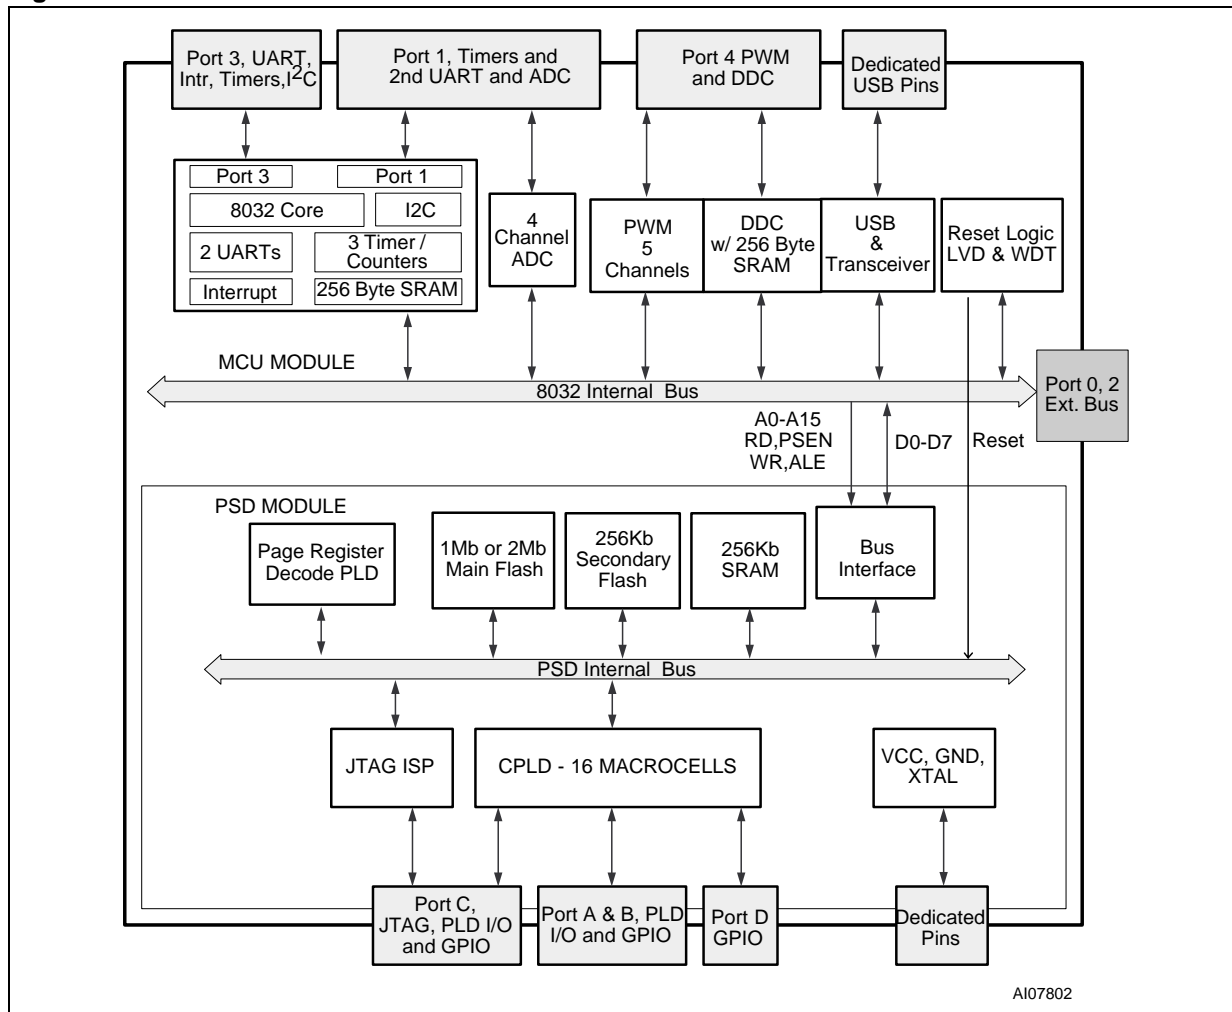 Port 3, UART,
Intr, Timers,I2C
Port 1, Timers and
2nd UART and ADC
Port 4 PWM
and DDC
Dedicated
USB Pins
Port 3
Port 1
8032 Core
I2C
2 UARTs
3 Timer /
Counters
Interrupt
256 Byte SRAM
4
Channel
ADC
PWM
5
Channels
DDC
w/ 256 Byte
SRAM
USB
&
Transceiver
Reset Logic
LVD & WDT
MCU MODULE
8032 Internal Bus
Port 0, 2
Ext. Bus
A0-A15
RD,PSEN
WR,ALE
D0-D7
Reset
PSD MODULE
Page Register
Decode PLD
1Mb or 2Mb
Main Flash
256Kb
Secondary
Flash
256Kb
SRAM
Bus
Interface
PSD Internal Bus
JTAG ISP
CPLD - 16 MACROCELLS
VCC, GND,
XTAL
Port C,
JTAG, PLD I/O
and GPIO
Port A & B, PLD
I/O and GPIO
Port D
GPIO
Dedicated
Pins
AI07802